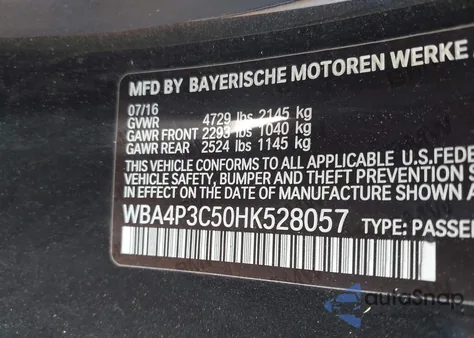 MFD BY BAYERISCHE MOTOREN WERKE
07/16
GVWR 4729 lbs 2145 kg
GAWR FRONT 2293 lbs 1040 kg
GAWR REAR 2524 lbs 1145 kg
THIS VEHICLE CONFORMS TO ALL APPLICABLE U.S.FEDE
VEHICLE SAFETY, BUMPER AND THEFT PREVENTION S
IN EFFECT ON THE DATE OF MANUFACTURE SHOWN A
WBA4P3C50HK528057 TYPE: PASSEN
autoSnap